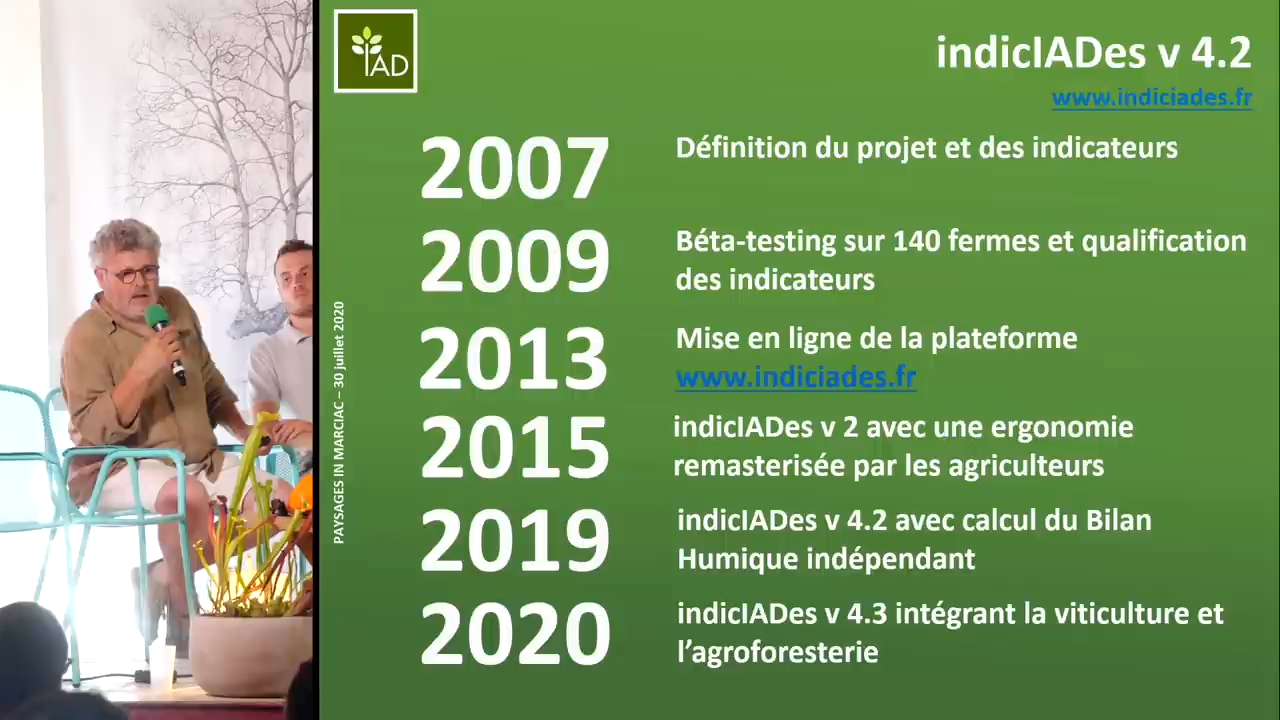 IAD
indicIADes v 4.2
www.indiciades.fr
2007
Définition du projet et des indicateurs
2009
Béta-testing sur 140 fermes et qualification
des indicateurs
2013
Mise en ligne de la plateforme
www.indiciades.fr
2015
indicIADes v 2 avec une ergonomie
remasterisée par les agriculteurs
2019
indicIADes v 4.2 avec calcul du Bilan
Humique indépendant
2020
indicIADes v 4.3 intégrant la viticulture et
l’agroforesterie
PAYSAGES IN MARCIAC – 30 juillet 2020